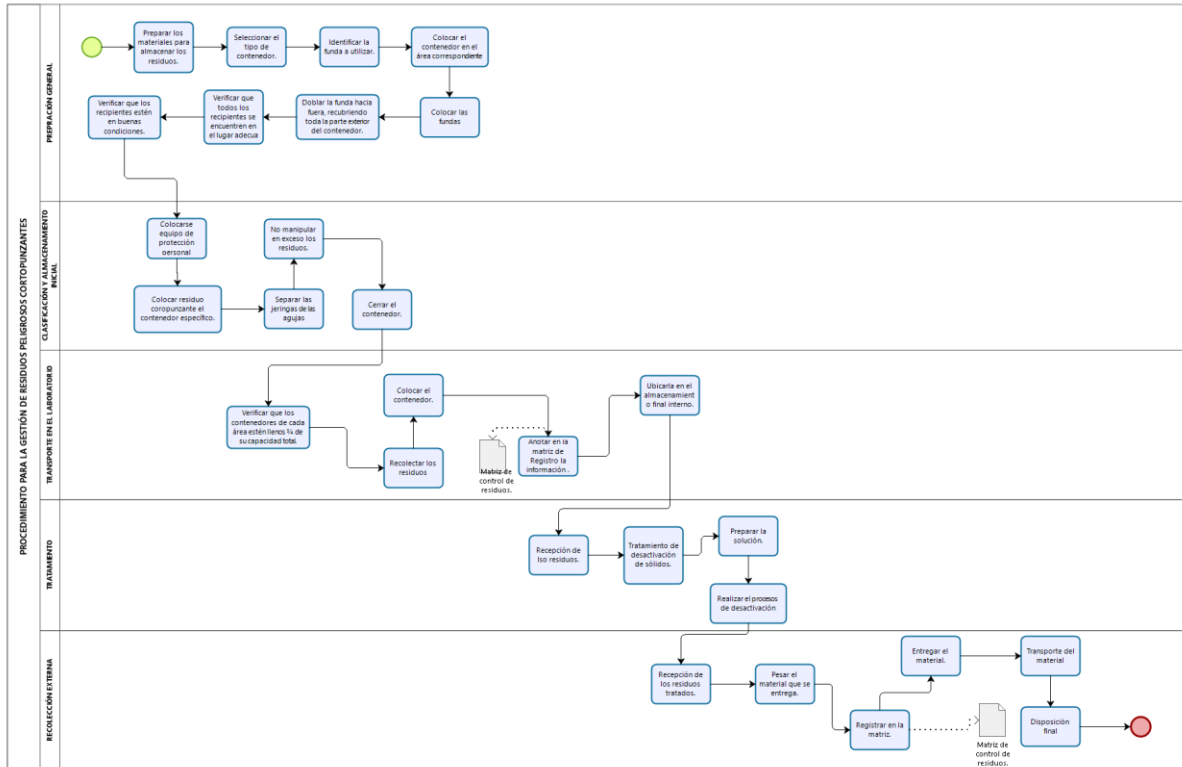 PROCEDIMIENTO PARA LA GESTIÓN DE RESIDUOS PELIGROSOS CORTOPUNZANTES
PREPRACIÓN GENERAL
Preparar los
materiales para
almacenar los
residuos.
Seleccionar el
tipo de
contenedor.
Identificar la
funda a utilizar.
Colocar el
contenedor en el
área correspondiente
Colocar las
fundas
Doblar la funda hacia
fuera, recubriendo
toda la parte exterior
del contenedor.
Verificar que
todos los
recipientes se
encuentren en
el lugar adecua
Verificar que los
recipientes estén
en buenas
condiciones.
CLASIFICACIÓN Y ALMACENAMIENTO
INICIAL
Colocarse
equipo de
protección
oersonal
Colocar residuo
coropunzante el
contenedor específico.
Separar las
jeringas de las
agujas
No manipular
en exceso los
residuos.
Cerrar el
contenedor.
TRANSPORTE EN EL LABORATORIO
Verificar que los
contenedores de cada
área estén llenos ¾ de
su capacidad total.
Recolectar los
residuos
Colocar el
contenedor.
Anotar en la
matriz de
Registro la
información .
Matriz de
control de
residuos.
Ubicarla en el
almacenamient
o final interno.
TRATAMIENTO
Recepción de
lso residuos.
Tratamiento de
desactivación
de sólidos.
Preparar la
solución.
Realizar el procesos
de desactivación
RECOLECCIÓN EXTERNA
Recepción de
los residuos
tratados.
Pesar el
material que se
entrega.
Registrar en la
matriz.
Matriz de
control de
residuos.
Entregar el
material.
Transporte del
material
Disposición
final